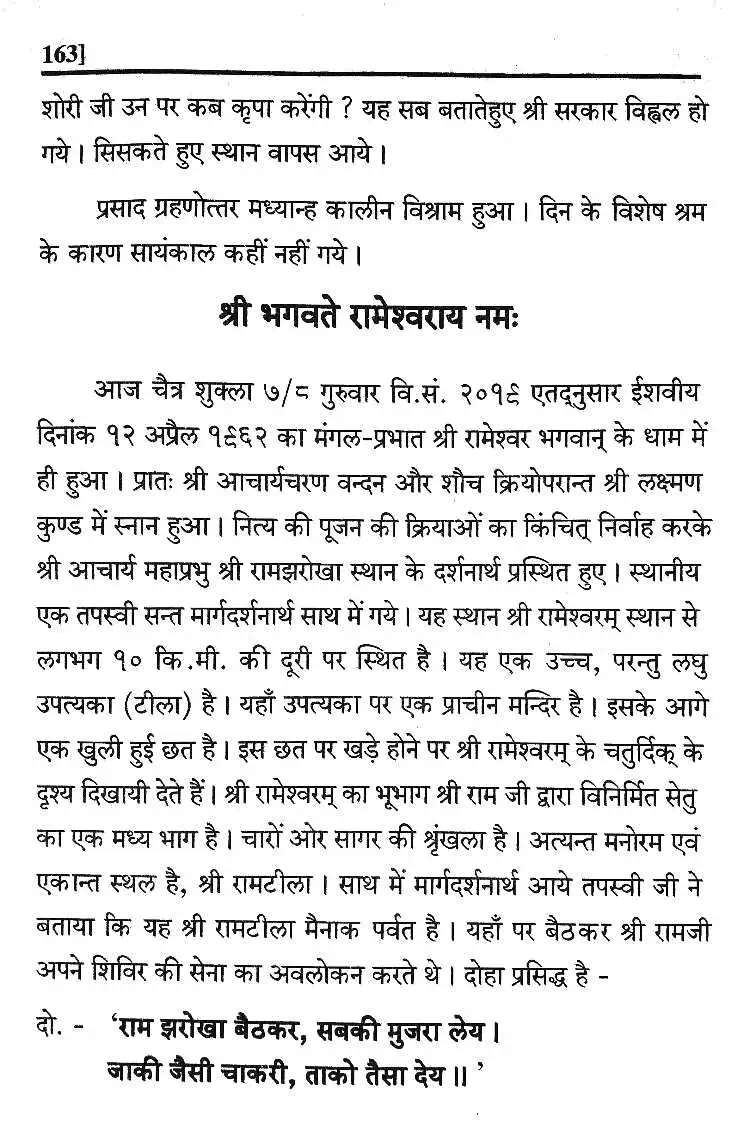 163]
शोरी जी उन पर कब कृपा करेंगी ? यह सब बतातेहुए श्री सरकार विह्वल हो
गये । सिसकते हुए स्थान वापस आये ।
प्रसाद ग्रहणोत्तर मध्यान्ह कालीन विश्राम हुआ । दिन के विशेष श्रम
के कारण सायंकाल कहीं नहीं गये ।
श्री भगवते रामेश्वराय नमः
आज चैत्र शुक्ला ७/८ गुरुवार वि.सं. २०१९ एतद्नुसार ईशवीय
दिनांक १२ अप्रैल १९६२ का मंगल-प्रभात श्री रामेश्वर भगवान् के धाम में
ही हुआ । प्रातः श्री आचार्यचरण वन्दन और शौच क्रियोपरान्त श्री लक्ष्मण
कुण्ड में स्नान हुआ । नित्य की पूजन की क्रियाओं का किंचित् निर्वाह करके
श्री आचार्य महाप्रभु श्री रामझरोखा स्थान के दर्शनार्थ प्रस्थित हुए । स्थानीय
एक तपस्वी सन्त मार्गदर्शनार्थ साथ में गये । यह स्थान श्री रामेश्वरम् स्थान से
लगभग १० कि.मी. की दूरी पर स्थित है । यह एक उच्च, परन्तु लघु
उपत्यका (टीला) है । यहाँ उपत्यका पर एक प्राचीन मन्दिर है । इसके आगे
एक खुली हुई छत है । इस छत पर खड़े होने पर श्री रामेश्वरम् के चतुर्दिक् के
दृश्य दिखायी देते हैं । श्री रामेश्वरम् का भूभाग श्री राम जी द्वारा विनिर्मित सेतु
का एक मध्य भाग है । चारों ओर सागर की श्रृंखला है । अत्यन्त मनोरम एवं
एकान्त स्थल है, श्री रामटीला । साथ में मार्गदर्शनार्थ आये तपस्वी जी ने
बताया कि यह श्री रामटीला मैनाक पर्वत है । यहाँ पर बैठकर श्री रामजी
अपने शिविर की सेना का अवलोकन करते थे । दोहा प्रसिद्ध है -
दो. - 'राम झरोखा बैठकर, सबकी मुजरा लेय ।
जाकी जैसी चाकरी, ताको तैसा देय ॥ '